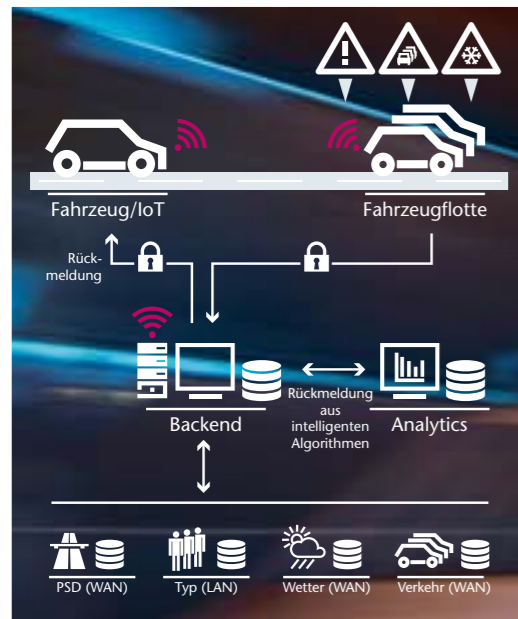 Fahrzeug/IoT
Fahrzeugflotte
Rück-
meldung
Backend
Rückmeldung
aus
intelligenten
Algorithmen
Analytics
PSD (WAN)
Typ (LAN)
Wetter (WAN)
Verkehr (WAN)